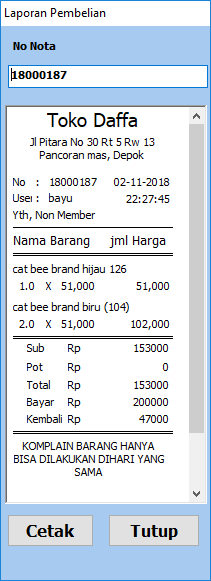 Laporan Pembelian
No Nota
18000187
Toko Daffa
Jl Pitara No 30 Rt 5 Rw 13
Pancoran mas, Depok
No : 18000187 02-11-2018
User : bayu 22:27:45
Yth, Non Member
Nama Barang jml Harga
cat bee brand hijau 126
1.0 X 51,000 51,000
cat bee brand biru (104)
2.0 X 51,000 102,000
Sub Rp 153000
Pot Rp 0
Total Rp 153000
Bayar Rp 200000
Kembali Rp 47000
KOMPLAIN BARANG HANYA
BISA DILAKUKAN DIHARI YANG
SAMA
Cetak Tutup